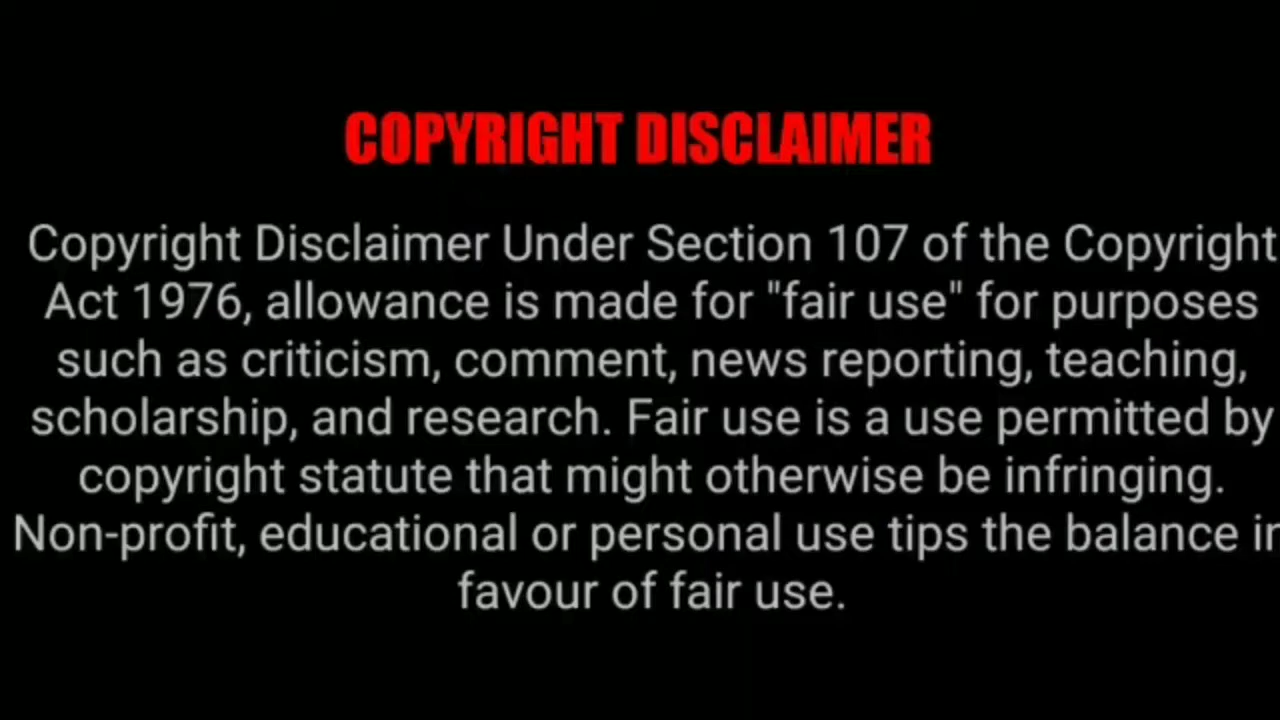 COPYRIGHT DISCLAIMER
Copyright Disclaimer Under Section 107 of the Copyright
Act 1976, allowance is made for "fair use" for purposes
such as criticism, comment, news reporting, teaching,
scholarship, and research. Fair use is a use permitted by
copyright statute that might otherwise be infringing.
Non-profit, educational or personal use tips the balance in
favour of fair use.